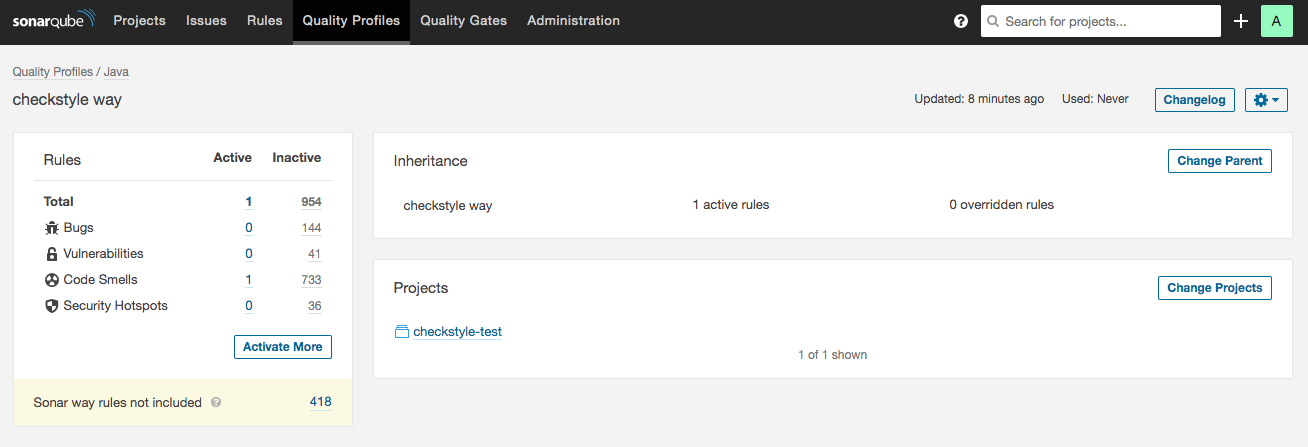 sonarqube Projects Issues Rules Quality Profiles Quality Gates Administration ? Search for projects... + A
Quality Profiles / Java
checkstyle way
Updated: 8 minutes ago Used: Never Changelog
Rules Active Inactive
Total 1 954
Bugs 0 144
Vulnerabilities 0 41
Code Smells 1 733
Security Hotspots 0 36
Activate More
Sonar way rules not included ? 418
Inheritance Change Parent
checkstyle way 1 active rules 0 overridden rules
Projects Change Projects
checkstyle-test
1 of 1 shown